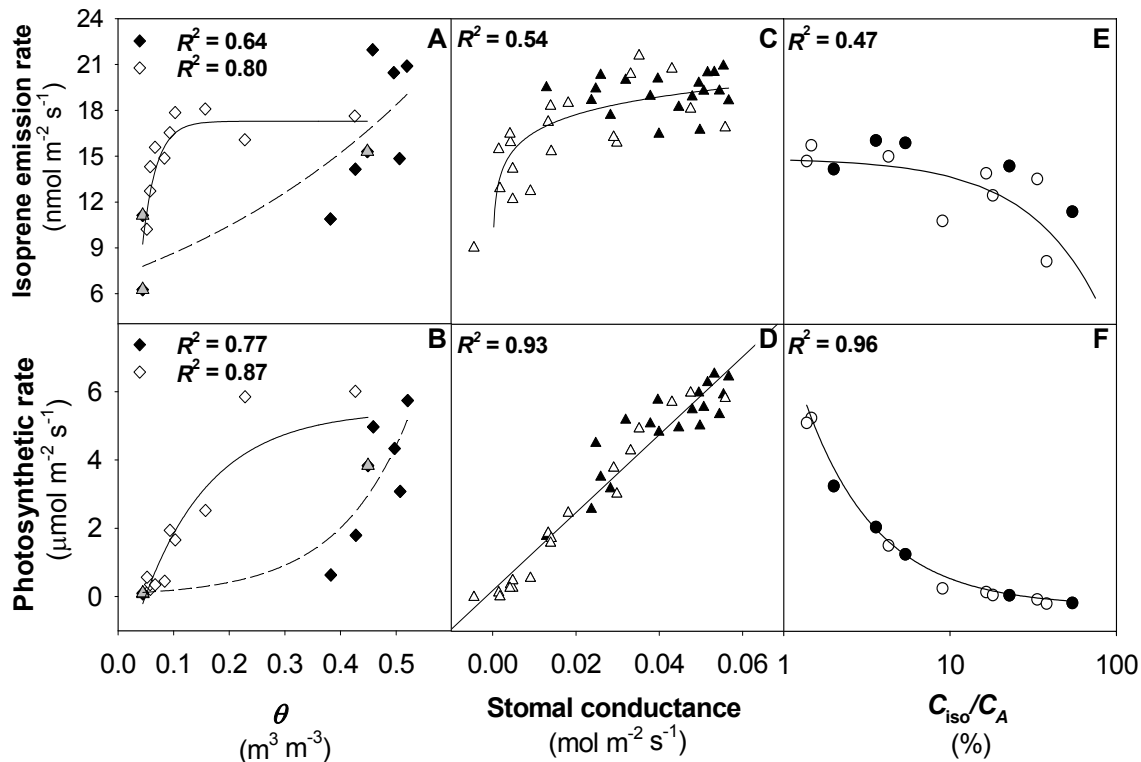 R² = 0.64
R² = 0.80
A
R² = 0.54
C
R² = 0.47
E
24
21
18
15
12
9
6
Isoprene emission rate
(nmol m⁻² s⁻¹)
R² = 0.77
R² = 0.87
B
R² = 0.93
D
R² = 0.96
F
6
4
2
0
Photosynthetic rate
(μmol m⁻² s⁻¹)
0.0 0.1 0.2 0.3 0.4 0.5 0.00 0.02 0.04 0.06 1 10 100
θ
(m³ m⁻³)
Stomal conductance
(mol m⁻² s⁻¹)
C_iso/C_A
(%)